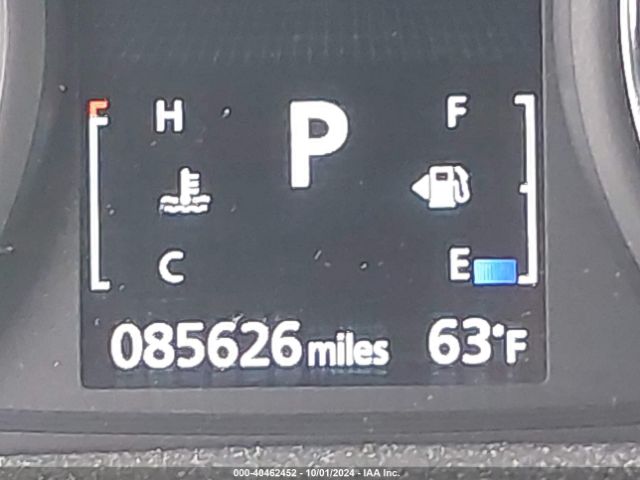 H P F
C E
085626 miles 63°F
000-40462452 - 10/01/2024 - IAA Inc.